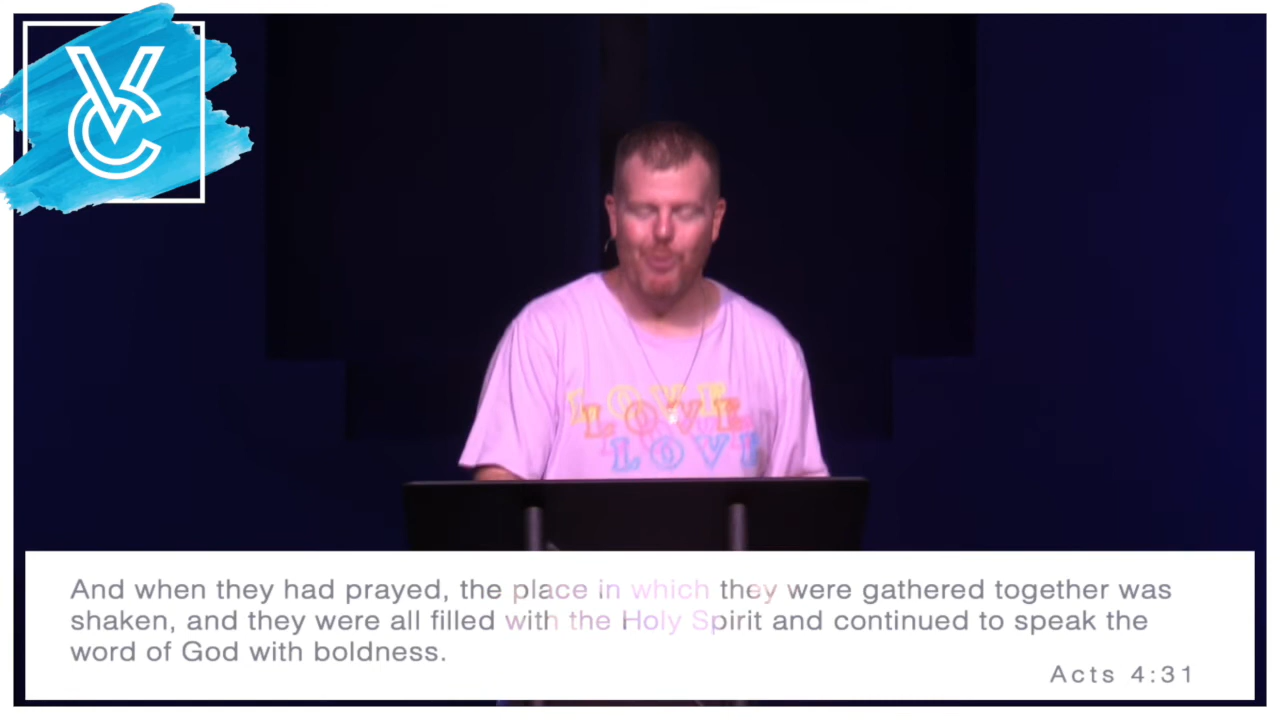 VC
LOVE
LOVE
LOVE
And when they had prayed, the place in which they were gathered together was
shaken, and they were all filled with the Holy Spirit and continued to speak the
word of God with boldness.
Acts 4:31